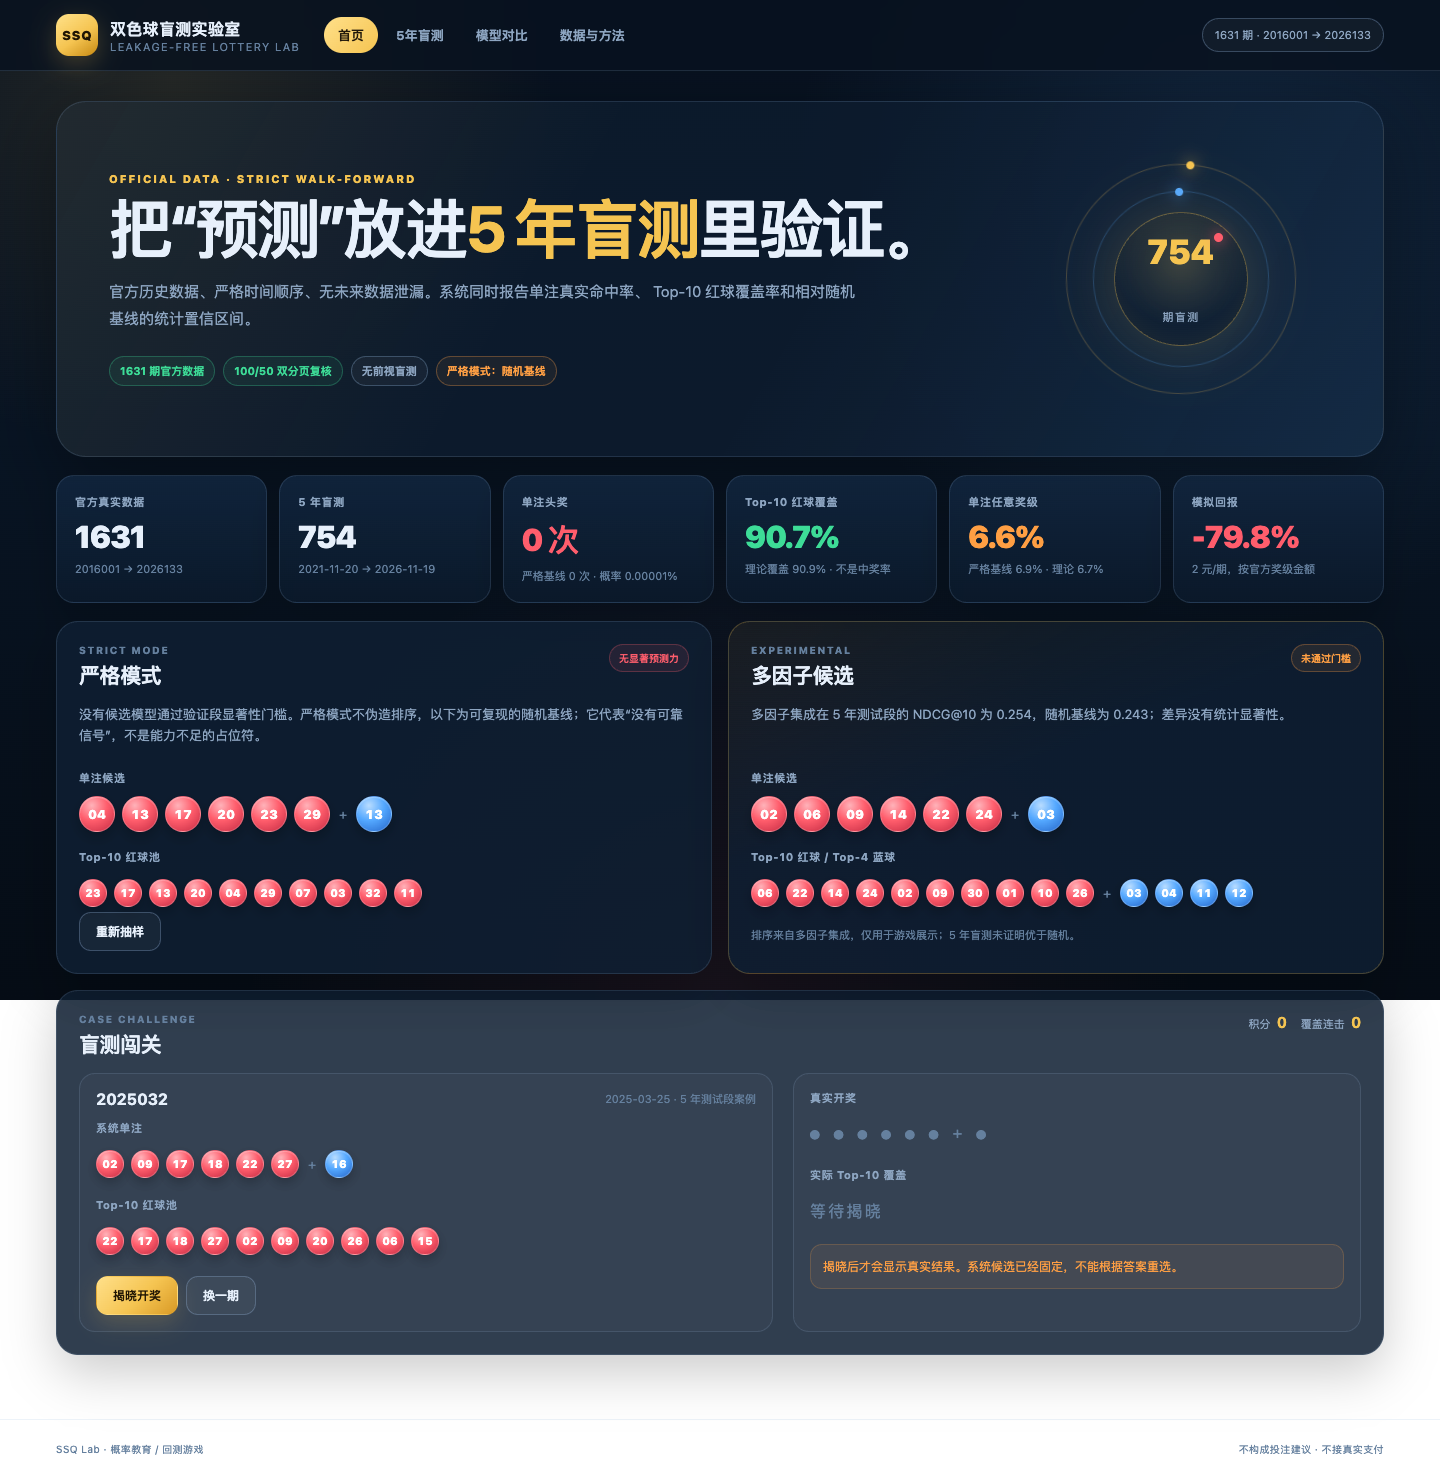 SSQ
双色球盲测实验室
LEAKAGE-FREE LOTTERY LAB
首页
5年盲测
模型对比
数据与方法
1631 期 · 2016001 → 2026133
OFFICIAL DATA · STRICT WALK-FORWARD
把“预测”放进5 年盲测里验证。
官方历史数据、严格时间顺序、无未来数据泄漏。系统同时报告单注真实命中率、 Top-10 红球覆盖率和相对随机
基线的统计置信区间。
1631 期官方数据
100/50 双分页复核
无前视盲测
严格模式：随机基线
754
期盲测
官方真实数据
1631
2016001 → 2026133
5 年盲测
754
2021-11-20 → 2026-11-19
单注头奖
0 次
严格基线 0 次 · 概率 0.00001%
Top-10 红球覆盖
90.7%
理论覆盖 90.9% · 不是中奖率
单注任意奖级
6.6%
严格基线 6.9% · 理论 6.7%
模拟回报
-79.8%
2 元/期，按官方奖级金额
STRICT MODE
严格模式
无显著预测力
没有候选模型通过验证段显著性门槛。严格模式不伪造排序，以下为可复现的随机基线；它代表“没有可靠
信号”，不是能力不足的占位符。
单注候选
04 13 17 20 23 29 + 13
Top-10 红球池
23 17 13 20 04 29 07 03 32 11
重新抽样
EXPERIMENTAL
多因子候选
未通过门槛
多因子集成在 5 年测试段的 NDCG@10 为 0.254，随机基线为 0.243；差异没有统计显著性。
单注候选
02 06 09 14 22 24 + 03
Top-10 红球 / Top-4 蓝球
06 22 14 24 02 09 30 01 10 26 + 03 04 11 12
排序来自多因子集成，仅用于游戏展示；5 年盲测未证明优于随机。
CASE CHALLENGE
盲测闯关
积分 0 覆盖连击 0
2025032
2025-03-25 · 5 年测试段案例
系统单注
02 09 17 18 22 27 + 16
Top-10 红球池
22 17 18 27 02 09 20 26 06 15
揭晓开奖
换一期
真实开奖
● ● ● ● ● ● + ●
实际 Top-10 覆盖
等待揭晓
揭晓后才会显示真实结果。系统候选已经固定，不能根据答案重选。
SSQ Lab · 概率教育 / 回测游戏
不构成投注建议 · 不接真实支付